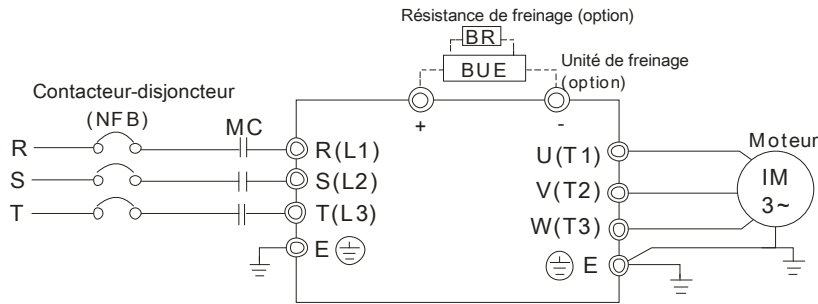 Résistance de freinage (option)
BR
BUE
Unité de freinage
(option)
Contacteur-disjoncteur
(NFB)
MC
+
-
R
R(L1)
S
S(L2)
T
T(L3)
E
U(T1)
V(T2)
W(T3)
E
Moteur
IM
3~